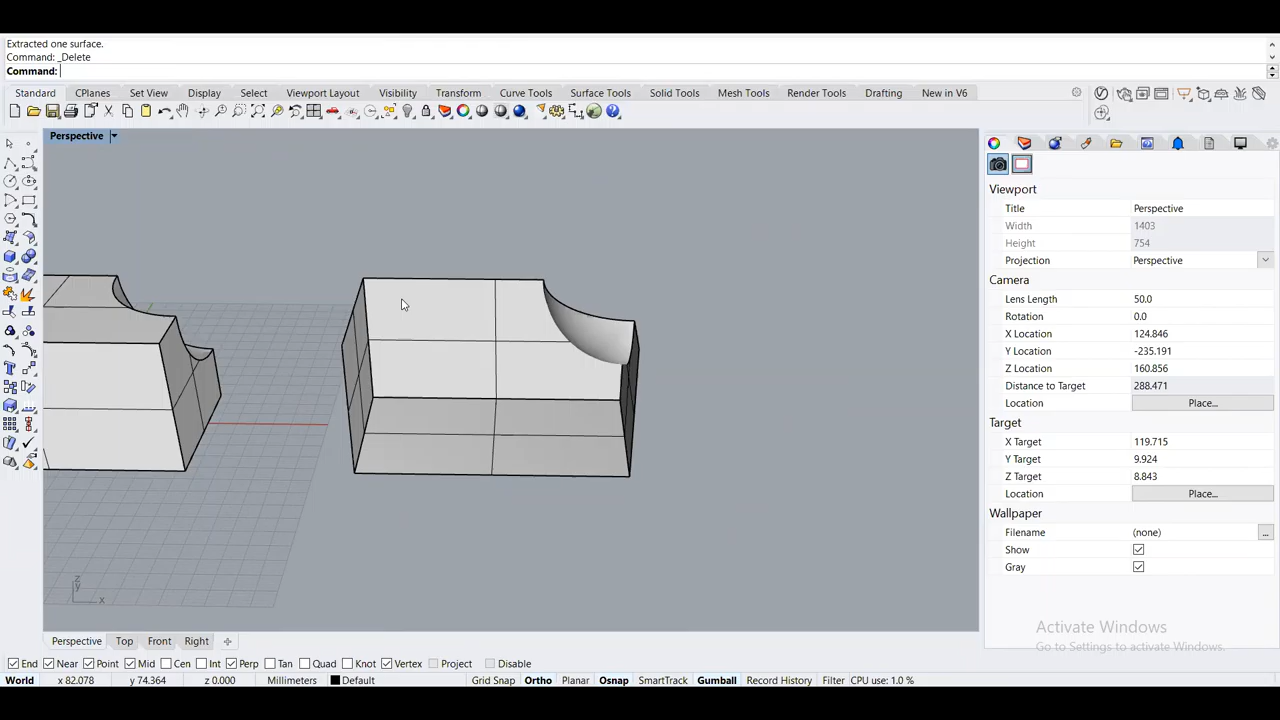 Extracted one surface.
Command: _Delete
Command:
Standard CPlanes Set View Display Select Viewport Layout Visibility Transform Curve Tools Surface Tools Solid Tools Mesh Tools Render Tools Drafting New in V6
Perspective
Viewport
Title Perspective
Width 1403
Height 754
Projection Perspective
Camera
Lens Length 50.0
Rotation 0.0
X Location 124.846
Y Location -235.191
Z Location 160.856
Distance to Target 288.471
Location Place...
Target
X Target 119.715
Y Target 9.924
Z Target 8.843
Location Place...
Wallpaper
Filename (none) ...
Show
Gray
Activate Windows
Go to Settings to activate Windows.
z
y
x
Perspective Top Front Right
End Near Point Mid Cen Int Perp Tan Quad Knot Vertex Project Disable
World x 82.078 y 74.364 z 0.000 Millimeters Default Grid Snap Ortho Planar Osnap SmartTrack Gumball Record History Filter CPU use: 1.0 %